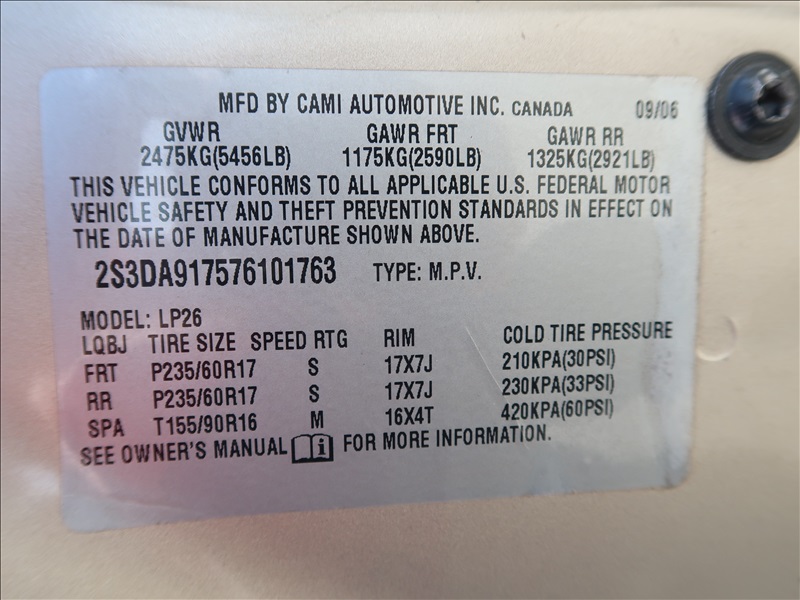 MFD BY CAMI AUTOMOTIVE INC. CANADA 09/06
GVWR GAWR FRT GAWR RR
2475KG(5456LB) 1175KG(2590LB) 1325KG(2921LB)
THIS VEHICLE CONFORMS TO ALL APPLICABLE U.S. FEDERAL MOTOR
VEHICLE SAFETY AND THEFT PREVENTION STANDARDS IN EFFECT ON
THE DATE OF MANUFACTURE SHOWN ABOVE.
2S3DA917576101763 TYPE: M.P.V.
MODEL: LP26
LQBJ TIRE SIZE SPEED RTG RIM COLD TIRE PRESSURE
FRT P235/60R17 S 17X7J 210KPA(30PSI)
RR P235/60R17 S 17X7J 230KPA(33PSI)
SPA T155/90R16 M 16X4T 420KPA(60PSI)
SEE OWNER'S MANUAL i FOR MORE INFORMATION.